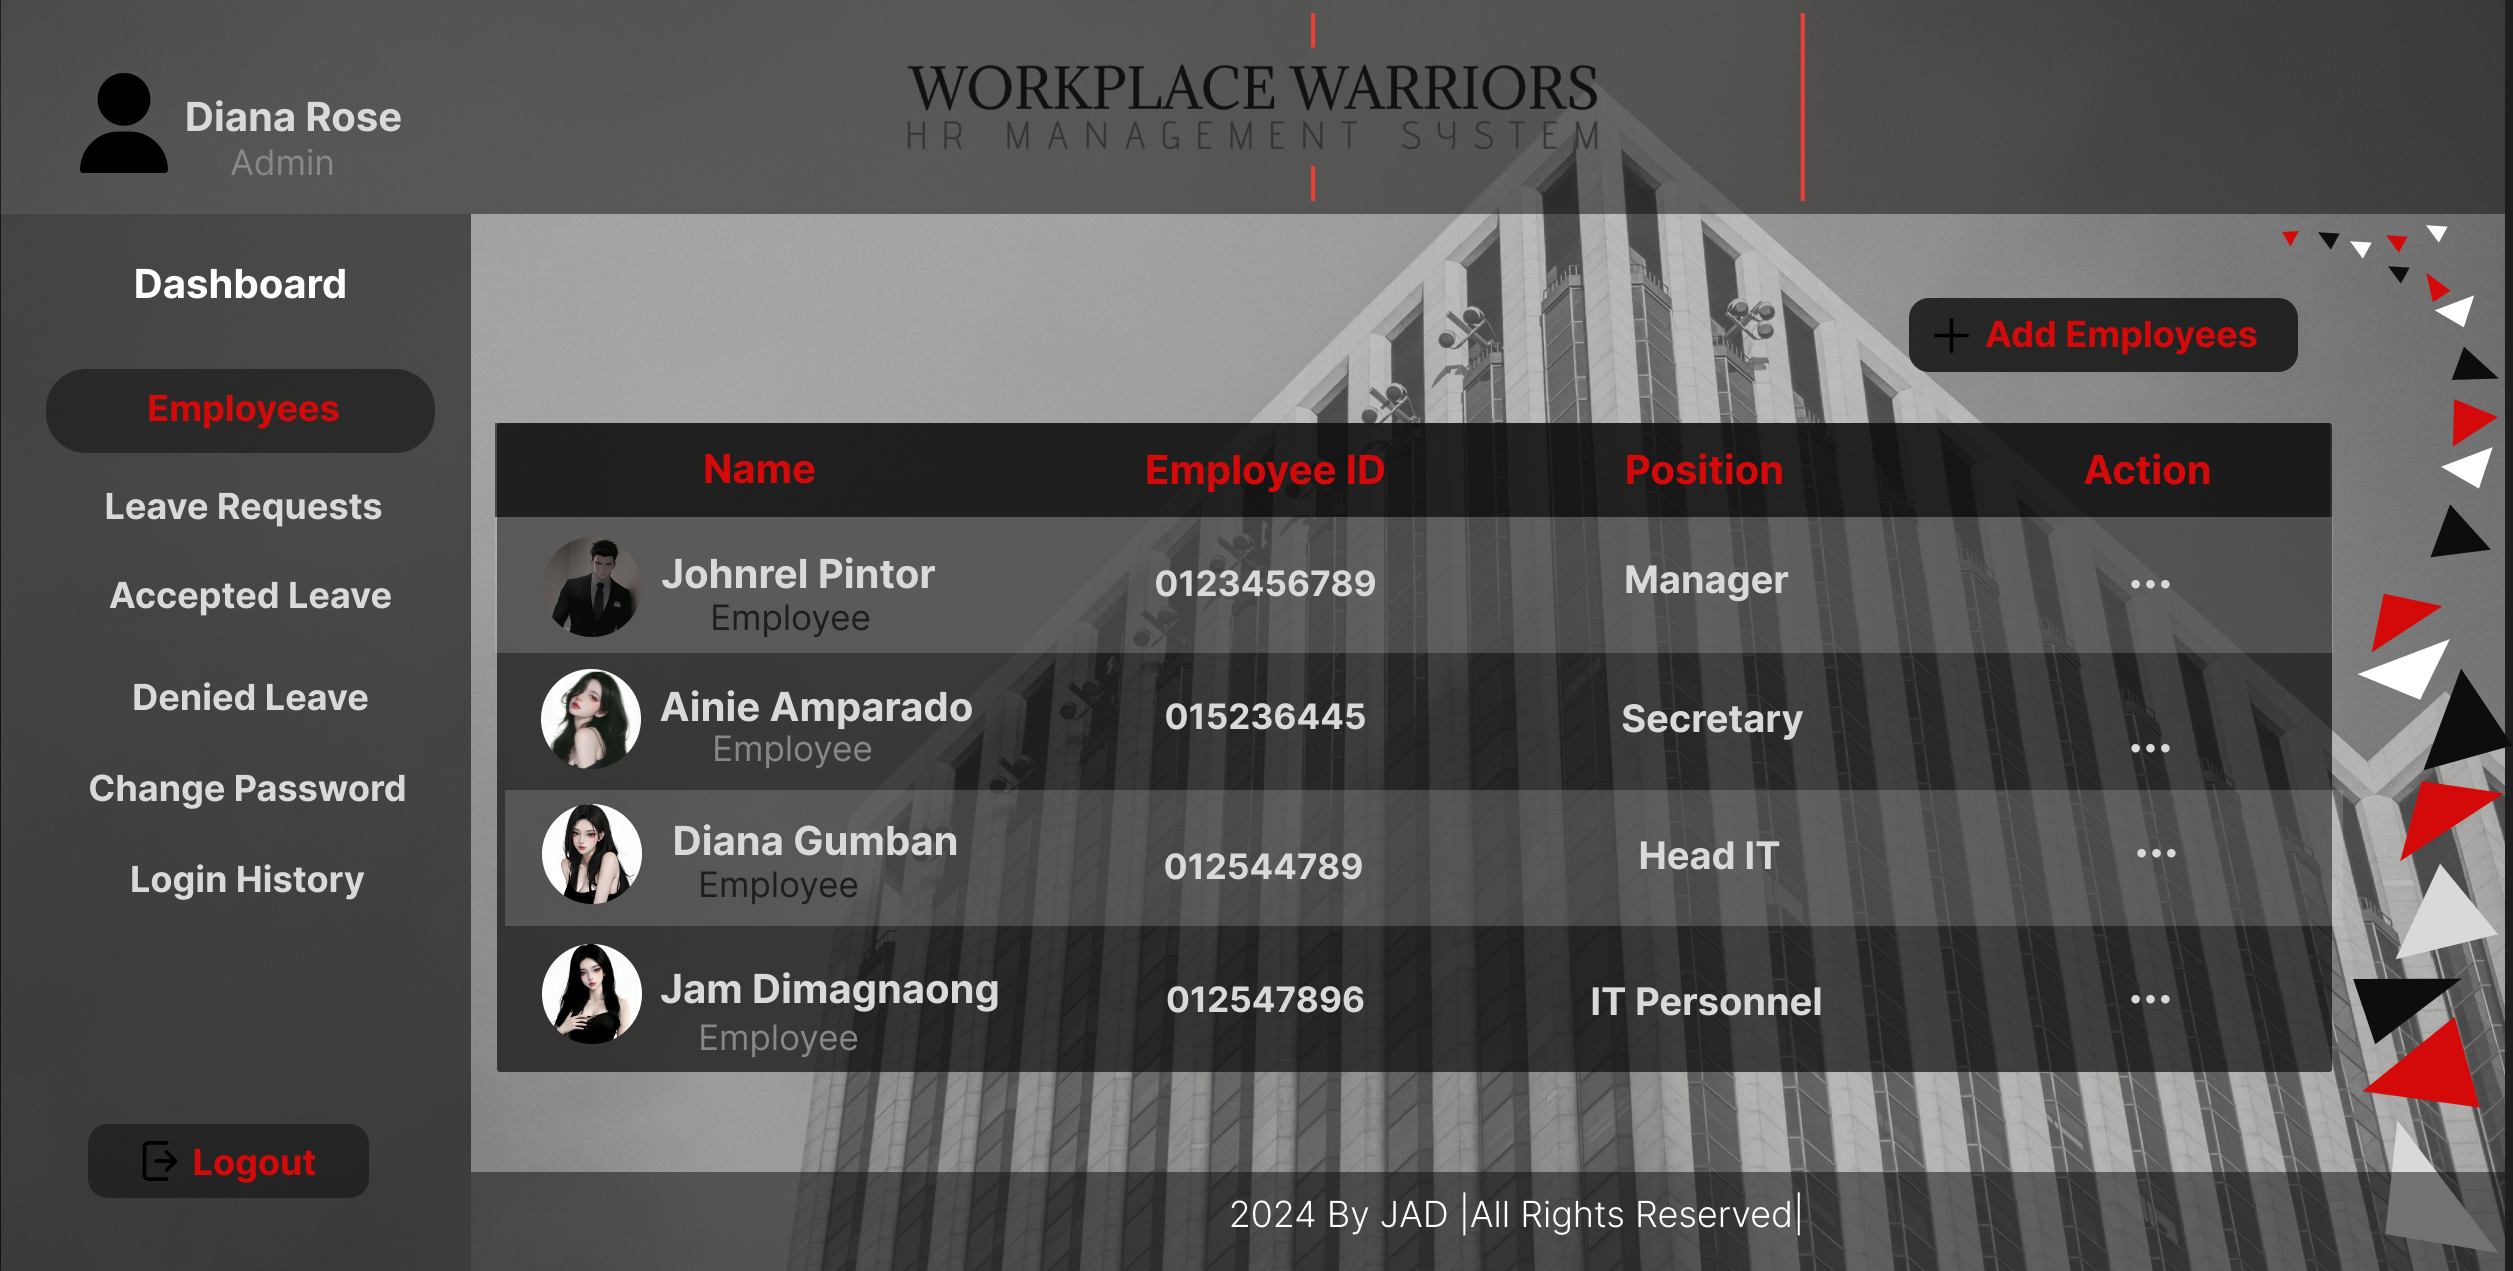 Diana Rose
Admin
WORKPLACE WARRIORS
HR MANAGEMENT SYSTEM
Dashboard
Employees
Leave Requests
Accepted Leave
Denied Leave
Change Password
Login History
Logout
Add Employees
Name Employee ID Position Action
Johnrel Pintor 0123456789 Manager ...
Employee
Ainie Amparado 015236445 Secretary ...
Employee
Diana Gumban 012544789 Head IT ...
Employee
Jam Dimagnaong 012547896 IT Personnel ...
Employee
2024 By JAD |All Rights Reserved|